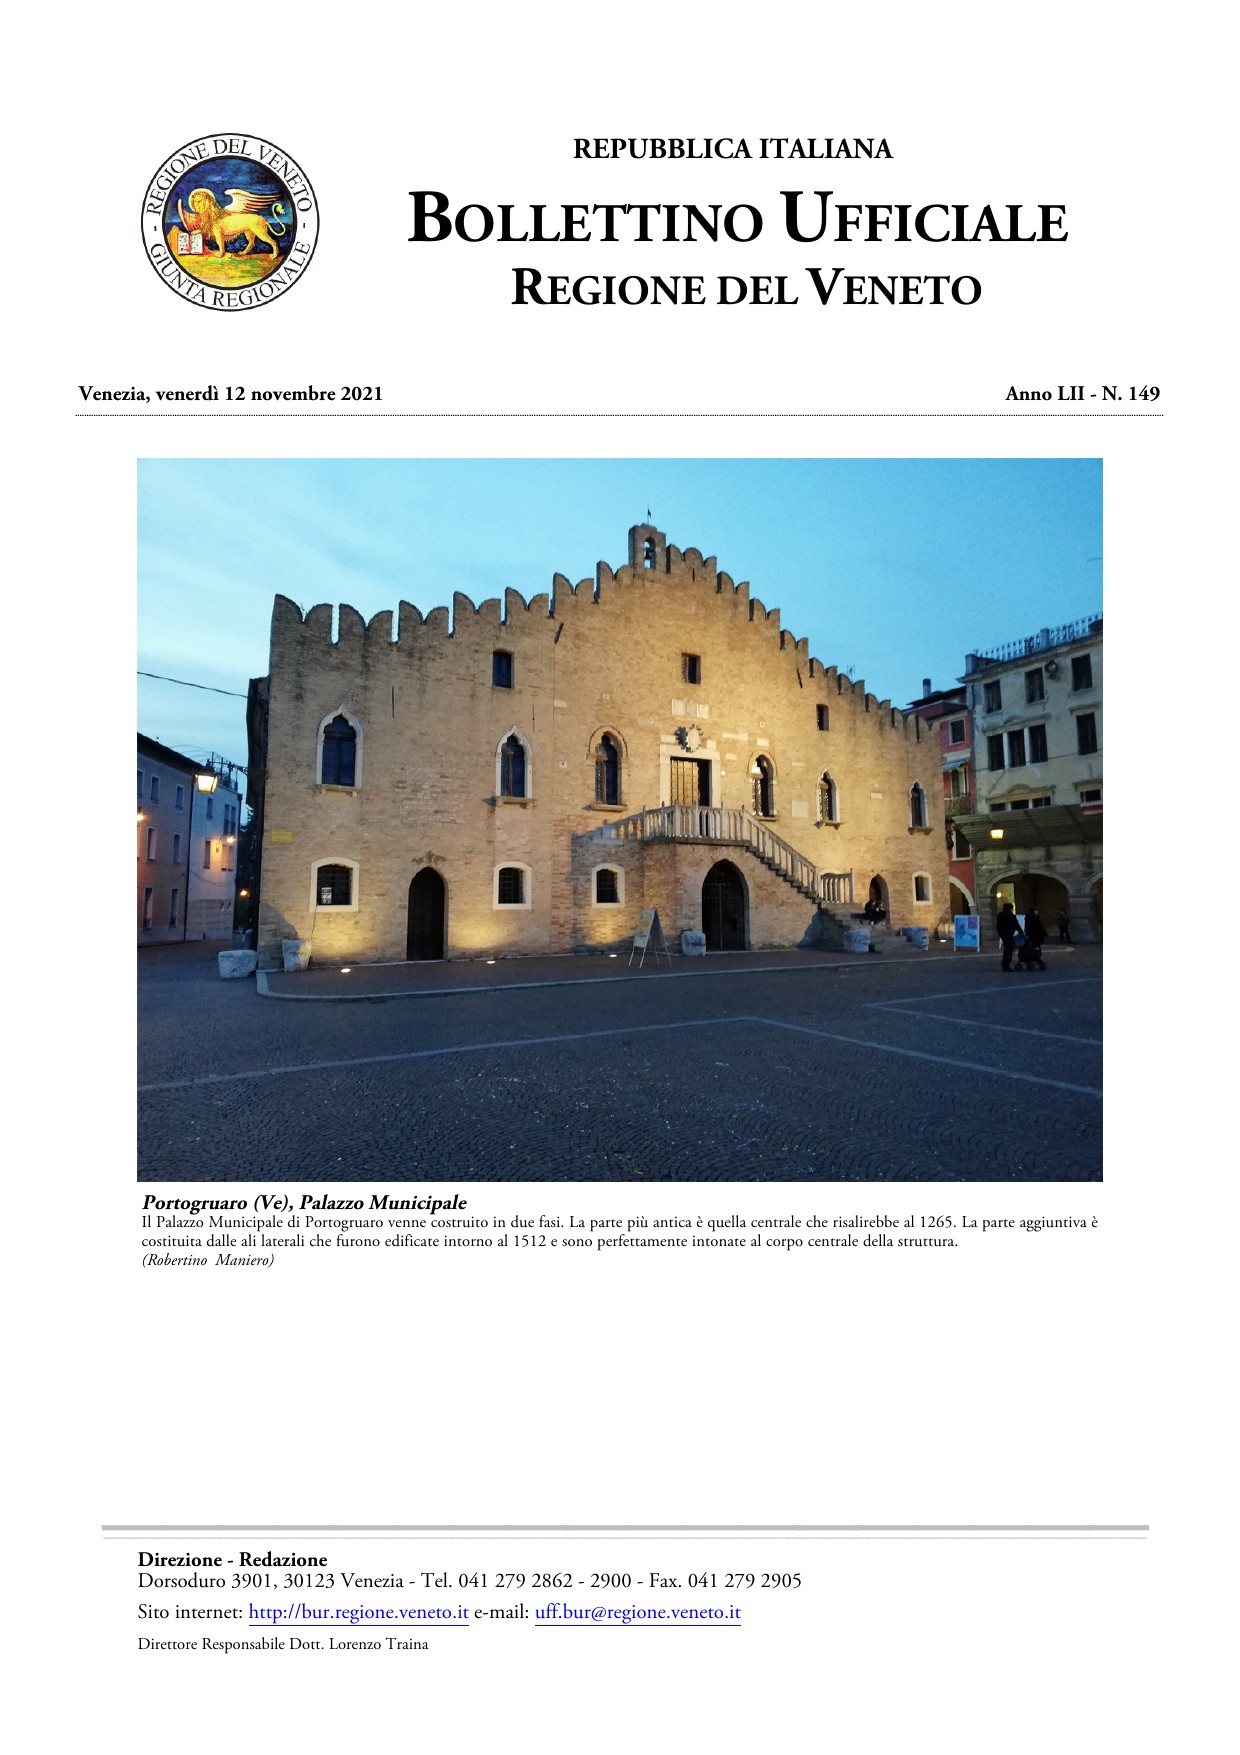 REGIONE DEL VENETO
- GIUNTA REGIONALE -
REPUBBLICA ITALIANA
BOLLETTINO UFFICIALE
REGIONE DEL VENETO
Venezia, venerdì 12 novembre 2021
Anno LII - N. 149
Portogruaro (Ve), Palazzo Municipale
Il Palazzo Municipale di Portogruaro venne costruito in due fasi. La parte più antica è quella centrale che risalirebbe al 1265. La parte aggiuntiva è
costituita dalle ali laterali che furono edificate intorno al 1512 e sono perfettamente intonate al corpo centrale della struttura.
(Robertino Maniero)
Direzione - Redazione
Dorsoduro 3901, 30123 Venezia - Tel. 041 279 2862 - 2900 - Fax. 041 279 2905
Sito internet: http://bur.regione.veneto.it e-mail: uff.bur@regione.veneto.it
Direttore Responsabile Dott. Lorenzo Traina